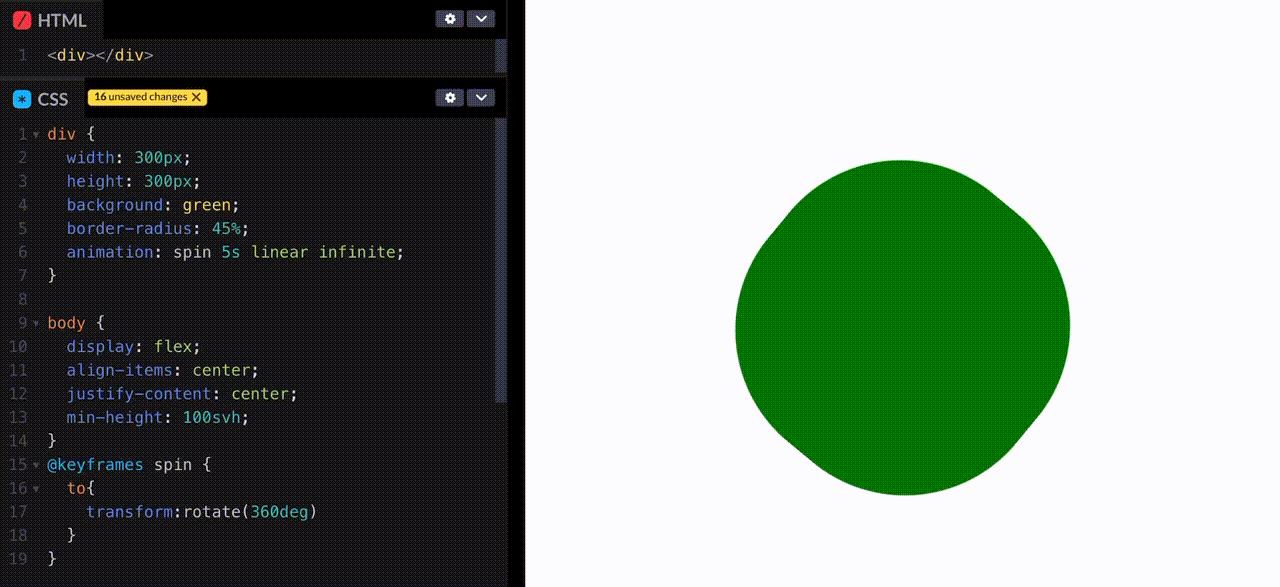 HTML
1 <div></div>
CSS 16 unsaved changes X
1 div {
2 width: 300px;
3 height: 300px;
4 background: green;
5 border-radius: 45%;
6 animation: spin 5s linear infinite;
7 }
8
9 body {
10 display: flex;
11 align-items: center;
12 justify-content: center;
13 min-height: 100svh;
14 }
15 @keyframes spin {
16 to{
17 transform:rotate(360deg)
18 }
19 }